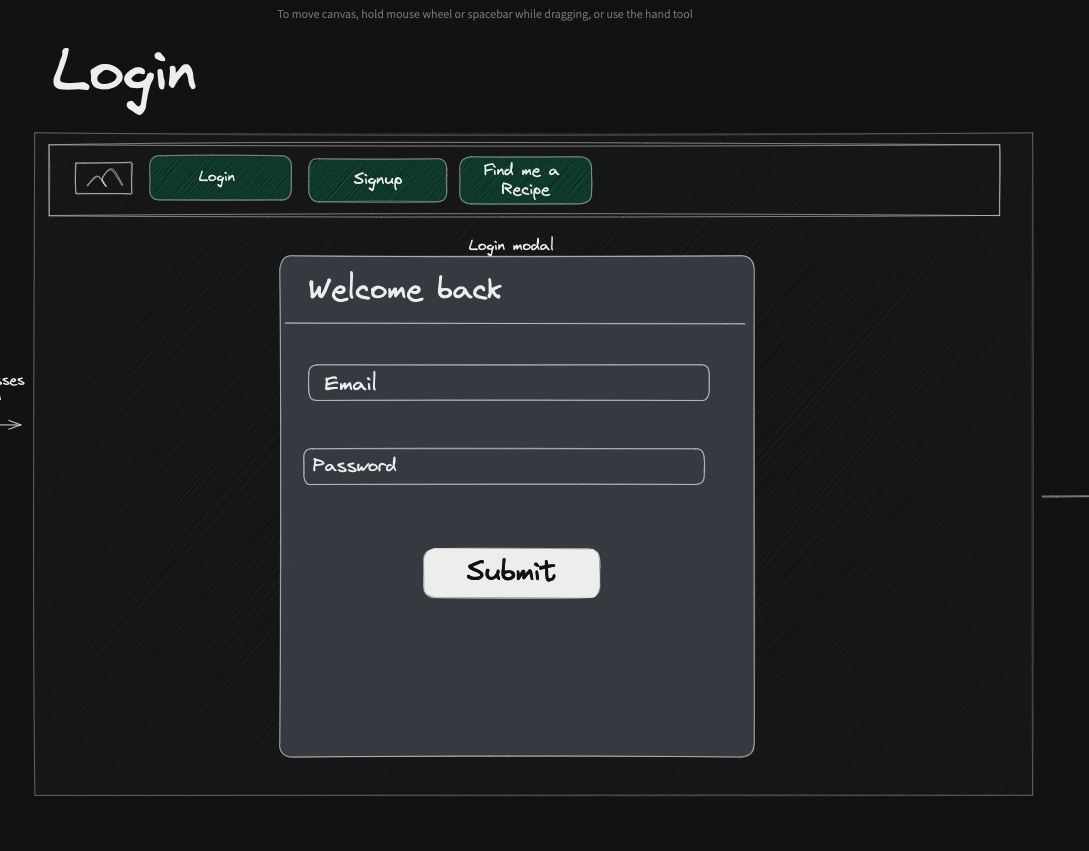 To move canvas, hold mouse wheel or spacebar while dragging, or use the hand tool
Login
Login
Signup
Find me a
Recipe
Login modal
Welcome back
Email
Password
Submit